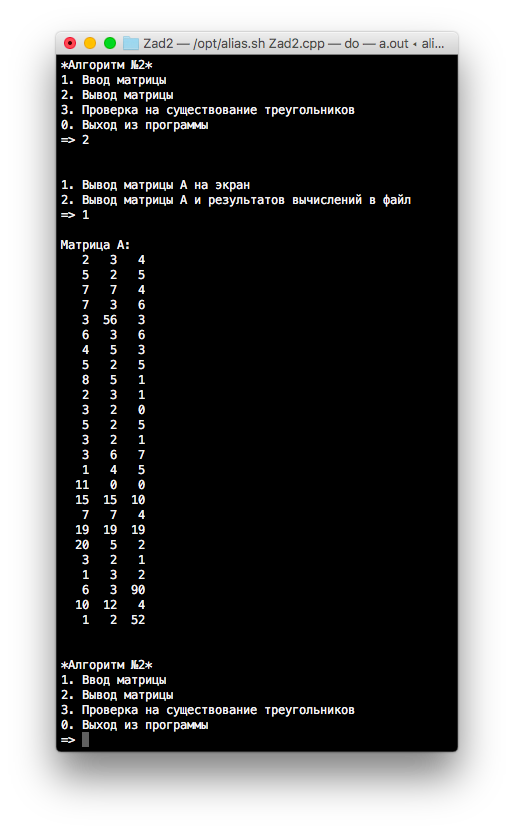 Zad2 — /opt/alias.sh Zad2.cpp — do — a.out ◂ ali...
*Алгоритм №2*
1. Ввод матрицы
2. Вывод матрицы
3. Проверка на существование треугольников
0. Выход из программы
=> 2
1. Вывод матрицы А на экран
2. Вывод матрицы А и результатов вычислений в файл
=> 1
Матрица А:
2 3 4
5 2 5
7 7 4
7 3 6
3 56 3
6 3 6
4 5 3
5 2 5
8 5 1
2 3 1
3 2 0
5 2 5
3 2 1
3 6 7
1 4 5
11 0 0
15 15 10
7 7 4
19 19 19
20 5 2
3 2 1
1 3 2
6 3 90
10 12 4
1 2 52
*Алгоритм №2*
1. Ввод матрицы
2. Вывод матрицы
3. Проверка на существование треугольников
0. Выход из программы
=>